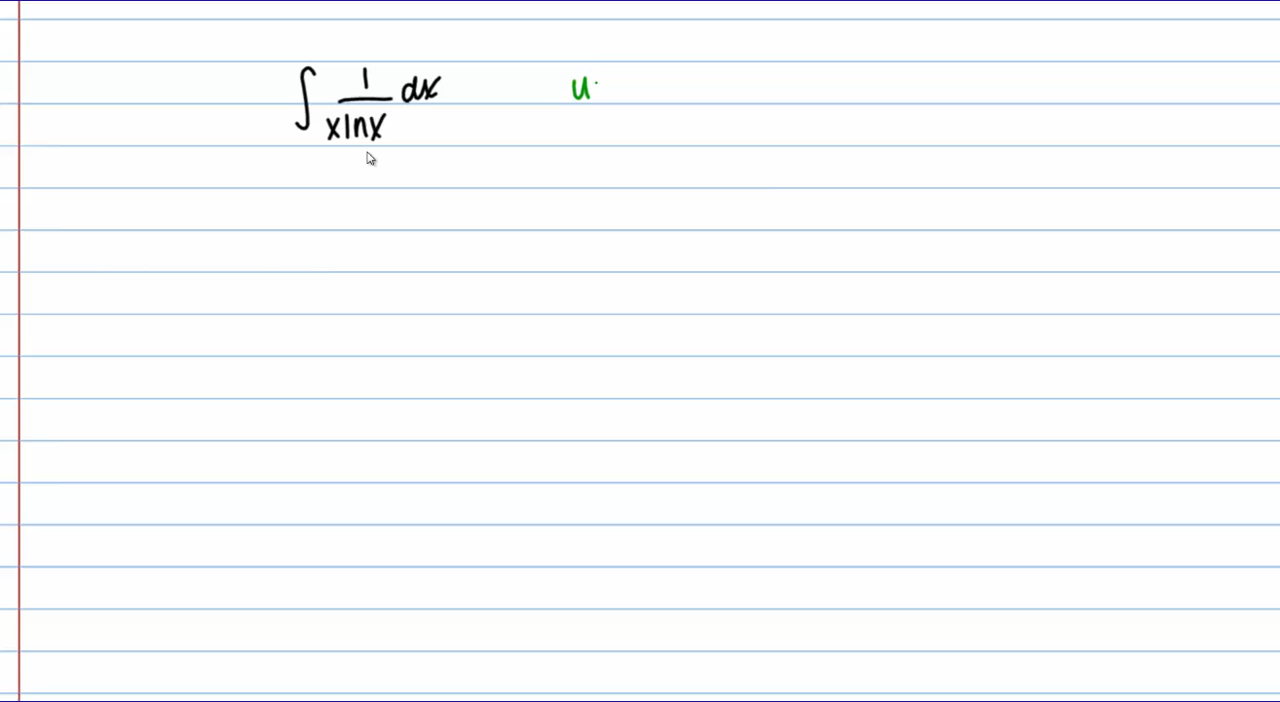 ∫ 1/(x ln x) dx    u